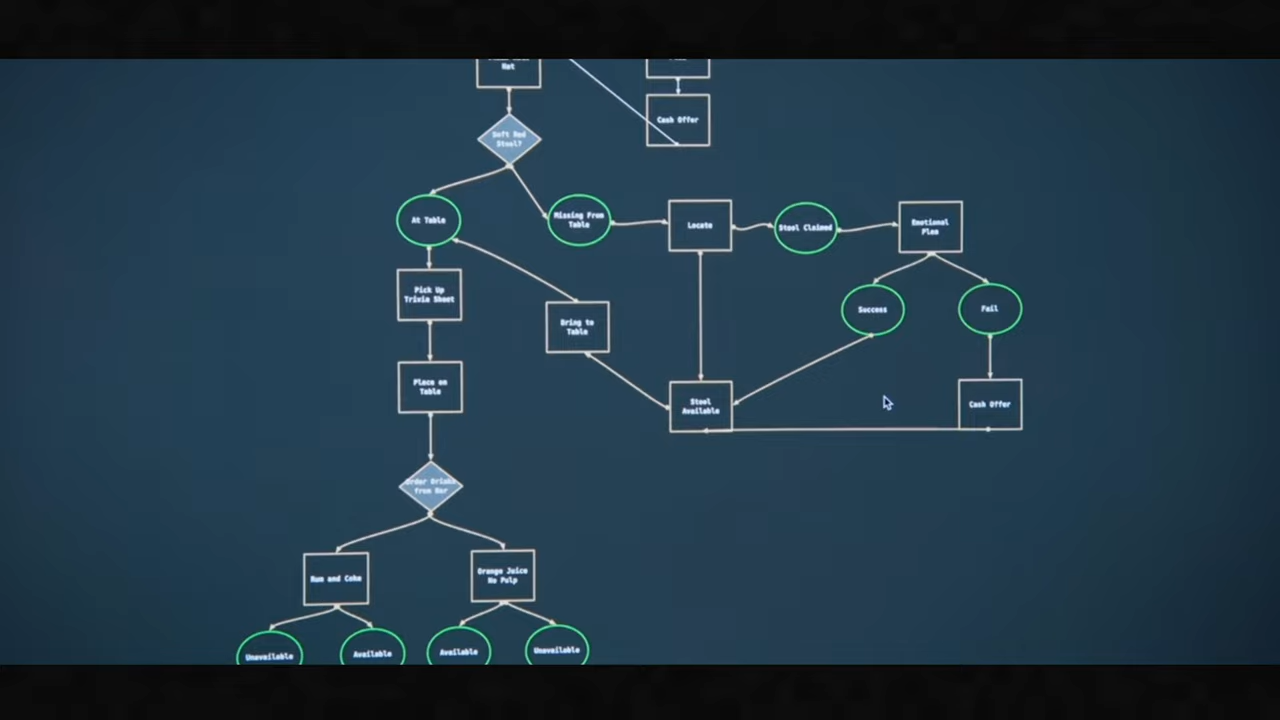 Hat
Cash Offer
Soft Red
Stool?
At Table
Missing From
Table
Locate
Stool Claimed
Emotional
Plea
Pick Up
Trivia Sheet
Bring to
Table
Success
Fail
Place on
Table
Stool
Available
Cash Offer
Order Drinks
from Bar
Rum and Coke
Orange Juice
No Pulp
Unavailable
Available
Available
Unavailable